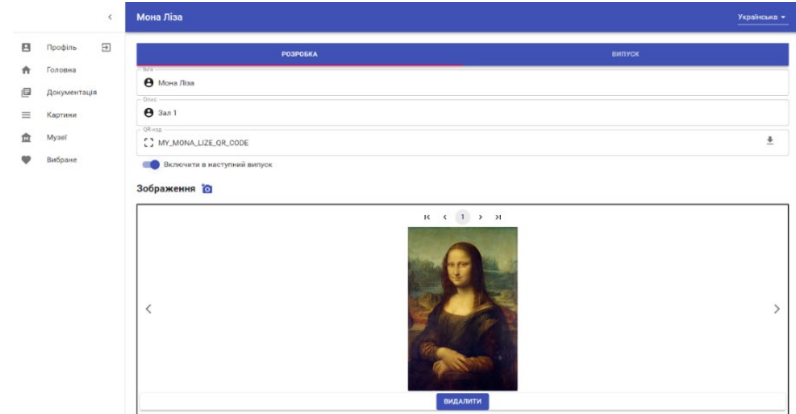 Мона Ліза
Українська
Профіль
Головна
Документація
Картини
Музеї
Вибране
РОЗРОБКА
ВИПУСК
Ім'я
Мона Ліза
Опис
Зал 1
QR-код
MY_MONA_LIZE_QR_CODE
Включити в наступний випуск
Зображення
1
ВИДАЛИТИ